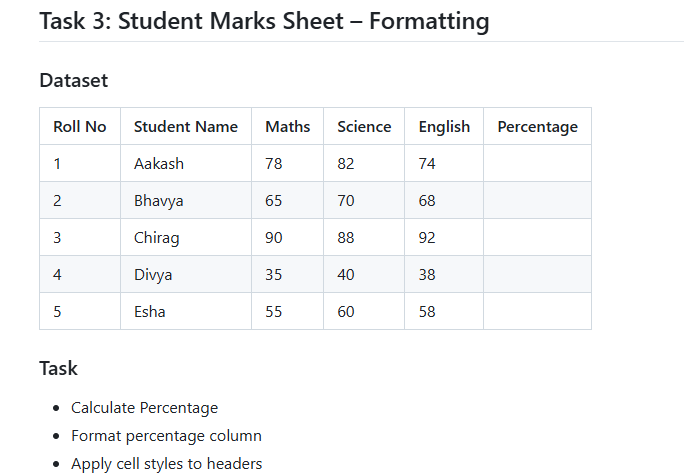 Task 3: Student Marks Sheet – Formatting
Dataset
Roll No Student Name Maths Science English Percentage
1 Aakash 78 82 74
2 Bhavya 65 70 68
3 Chirag 90 88 92
4 Divya 35 40 38
5 Esha 55 60 58
Task
• Calculate Percentage
• Format percentage column
• Apply cell styles to headers